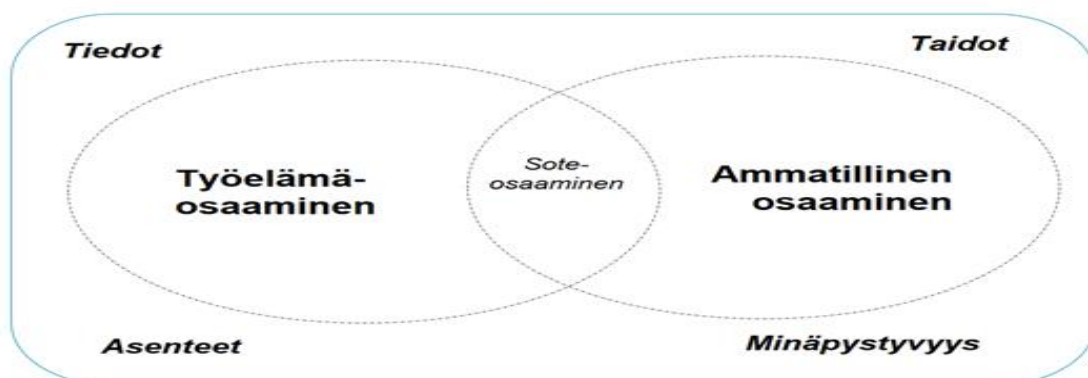 Tiedot
Taidot
Työelämä-
osaaminen
Sote-
osaaminen
Ammatillinen
osaaminen
Asenteet
Minäpystyvyys